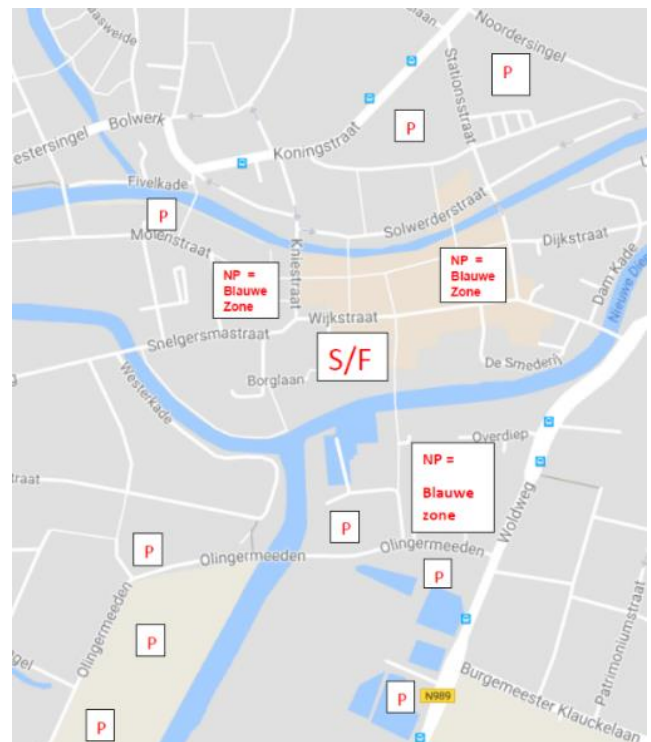 Noordersingel
P
Stationsstraat
P
Bolwerk
estersingel
Koningstraat
Fivelkade
P
Solwerderstraat
Molenstraat
Kniestraat
NP =
Blauwe
Zone
NP =
Blauwe
Zone
Dijkstraat
Dam Kade
Nieuwe Die
Wijkstraat
Snelgersmastraat
S/F
De Smederij
Borglaan
Westerkade
Overdiep
NP =
Blauwe
zone
traat
Woldweg
P
P
Olingermeeden
Olingermeeden
P
Olingermeeden
P
Patrimoniumstraat
ngel
P
N989
Burgemeester Klauckelaan
P